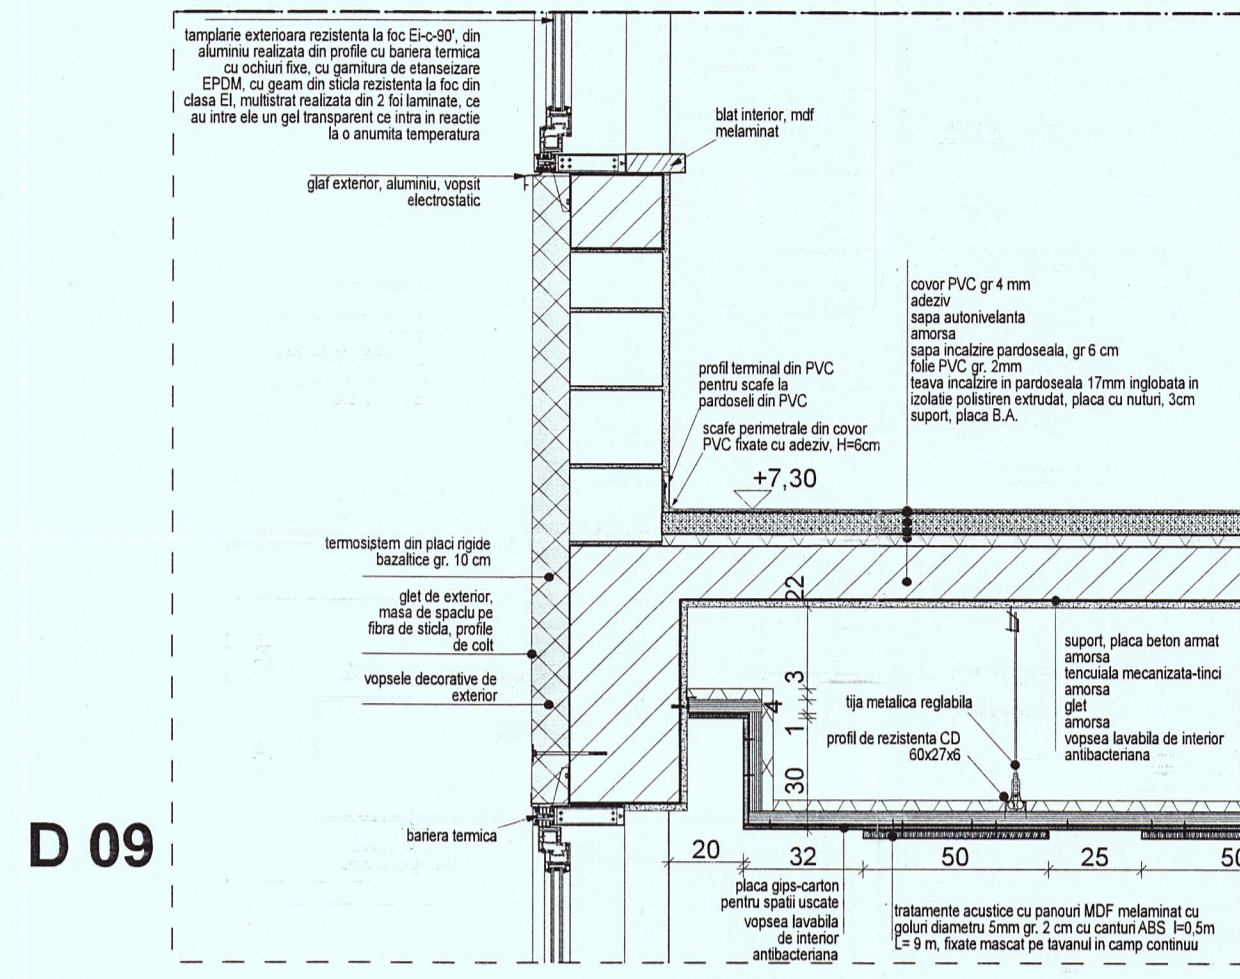 tamplarie exterioara rezistenta la foc Ei-c-90', din
aluminiu realizata din profile cu bariera termica
cu ochiuri fixe, cu garnitura de etanseizare
EPDM, cu geam din sticla rezistenta la foc din
clasa EI, multistrat realizata din 2 foi laminate, ce
au intre ele un gel transparent ce intra in reactie
la o anumita temperatura
blat interior, mdf
melaminat
glaf exterior, aluminiu, vopsit
electrostatic
covor PVC gr 4 mm
adeziv
sapa autonivelanta
amorsa
sapa incalzire pardoseala, gr 6 cm
folie PVC gr. 2mm
teava incalzire in pardoseala 17mm inglobata in
izolatie polistiren extrudat, placa cu nuturi, 3cm
suport, placa B.A.
profil terminal din PVC
pentru scafe la
pardoseli din PVC
scafe perimetrale din covor
PVC fixate cu adeziv, H=6cm
+7,30
termosistem din placi rigide
bazaltice gr. 10 cm
glet de exterior,
masa de spaclu pe
fibra de sticla, profile
de colt
vopsele decorative de
exterior
22
3
4
1
30
suport, placa beton armat
amorsa
tencuiala mecanizata-tinci
amorsa
glet
amorsa
vopsea lavabila de interior
antibacteriana
tija metalica reglabila
profil de rezistenta CD
60x27x6
bariera termica
D 09
20
32
50
25
50
placa gips-carton
pentru spatii uscate
vopsea lavabila
de interior
antibacteriana
tratamente acustice cu panouri MDF melaminat cu
goluri diametru 5mm gr. 2 cm cu canturi ABS l=0,5m
L= 9 m, fixate mascat pe tavanul in camp continuu